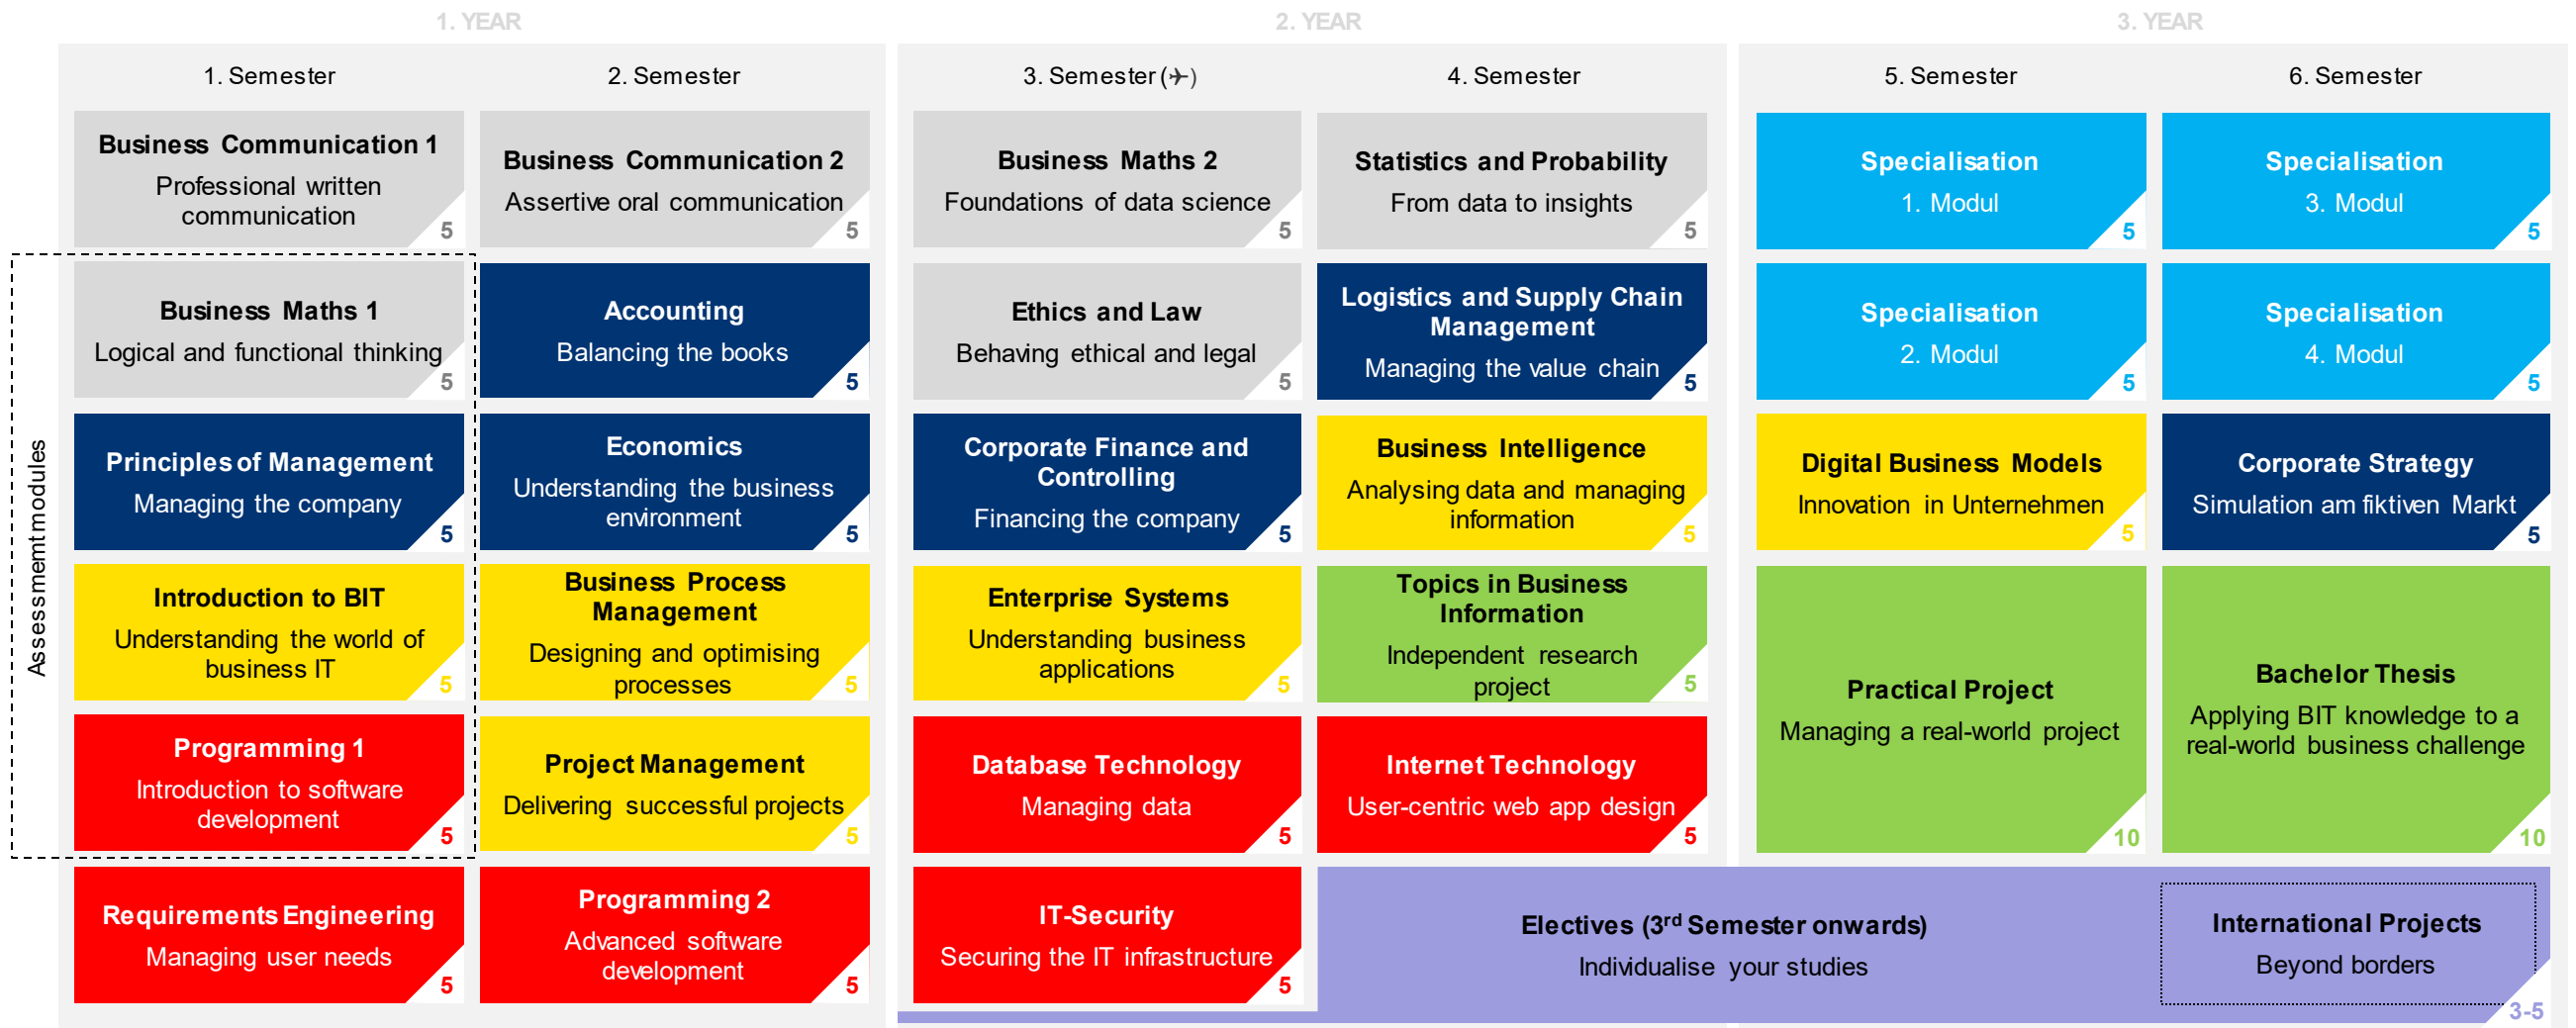 1. YEAR
2. YEAR
3. YEAR
1. Semester
2. Semester
3. Semester (✈)
4. Semester
5. Semester
6. Semester
Assessmemt modules
Business Communication 1
Professional written
communication
5
Business Maths 1
Logical and functional thinking
5
Principles of Management
Managing the company
5
Introduction to BIT
Understanding the world of
business IT
5
Programming 1
Introduction to software
development
5
Requirements Engineering
Managing user needs
5
Business Communication 2
Assertive oral communication
5
Accounting
Balancing the books
5
Economics
Understanding the business
environment
5
Business Process
Management
Designing and optimising
processes
5
Project Management
Delivering successful projects
5
Programming 2
Advanced software
development
5
Business Maths 2
Foundations of data science
5
Ethics and Law
Behaving ethical and legal
5
Corporate Finance and
Controlling
Financing the company
5
Enterprise Systems
Understanding business
applications
5
Database Technology
Managing data
5
IT-Security
Securing the IT infrastructure
5
Statistics and Probability
From data to insights
5
Logistics and Supply Chain
Management
Managing the value chain
5
Business Intelligence
Analysing data and managing
information
5
Topics in Business
Information
Independent research
project
5
Internet Technology
User-centric web app design
5
Specialisation
1. Modul
5
Specialisation
2. Modul
5
Digital Business Models
Innovation in Unternehmen
5
Practical Project
Managing a real-world project
10
Specialisation
3. Modul
5
Specialisation
4. Modul
5
Corporate Strategy
Simulation am fiktiven Markt
5
Bachelor Thesis
Applying BIT knowledge to a
real-world business challenge
10
Electives (3rd Semester onwards)
Individualise your studies
International Projects
Beyond borders
3-5